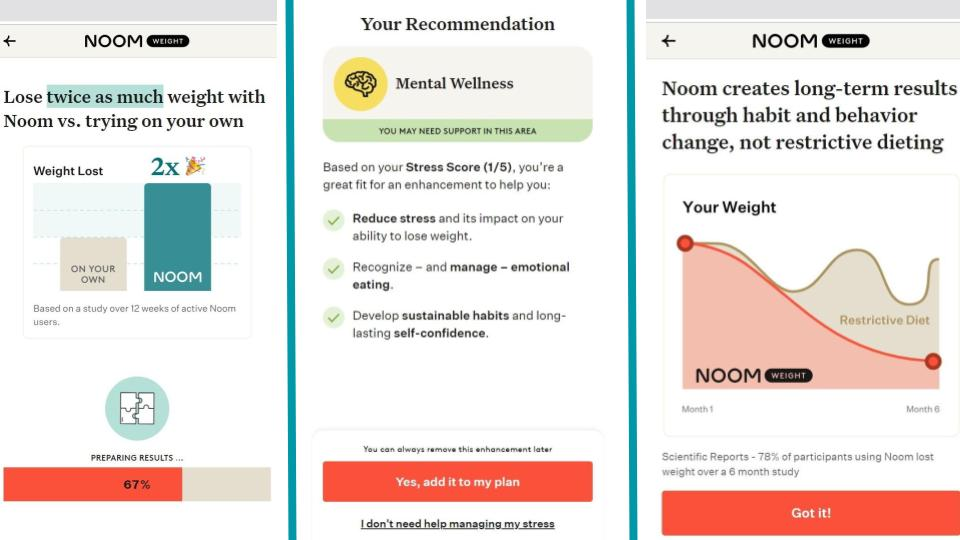 NOOM WEIGHT
Lose twice as much weight with
Noom vs. trying on your own
Weight Lost
2x
ON YOUR
OWN
NOOM
Based on a study over 12 weeks of active Noom
users.
PREPARING RESULTS ...
67%
Your Recommendation
Mental Wellness
YOU MAY NEED SUPPORT IN THIS AREA
Based on your Stress Score (1/5), you're a
great fit for an enhancement to help you:
Reduce stress and its impact on your
ability to lose weight.
Recognize – and manage – emotional
eating.
Develop sustainable habits and long-
lasting self-confidence.
You can always remove this enhancement later
Yes, add it to my plan
I don't need help managing my stress
NOOM WEIGHT
Noom creates long-term results
through habit and behavior
change, not restrictive dieting
Your Weight
Restrictive Diet
NOOM WEIGHT
Month 1
Month 6
Scientific Reports - 78% of participants using Noom lost
weight over a 6 month study
Got it!